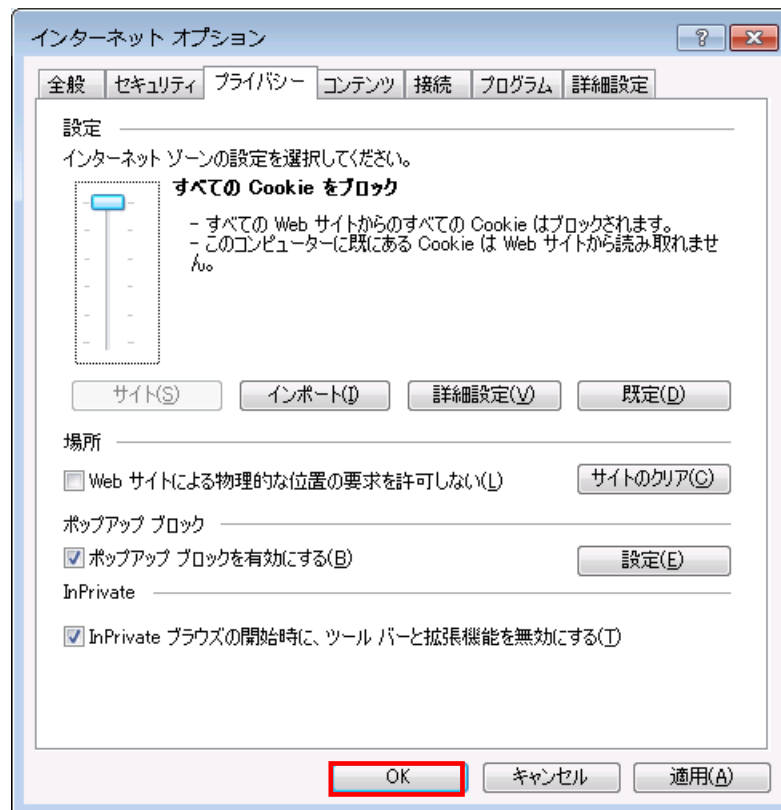 インターネット オプション
全般 セキュリティ プライバシー コンテンツ 接続 プログラム 詳細設定
設定
インターネット ゾーンの設定を選択してください。
すべての Cookie をブロック
- すべての Web サイトからのすべての Cookie はブロックされます。
- このコンピューターに既にある Cookie は Web サイトから読み取れませ
ん。
サイト(S) インポート(I) 詳細設定(V) 既定(D)
場所
Web サイトによる物理的な位置の要求を許可しない(L) サイトのクリア(C)
ポップアップ ブロック
ポップアップ ブロックを有効にする(B) 設定(E)
InPrivate
InPrivate ブラウズの開始時に、ツール バーと拡張機能を無効にする(T)
OK キャンセル 適用(A)